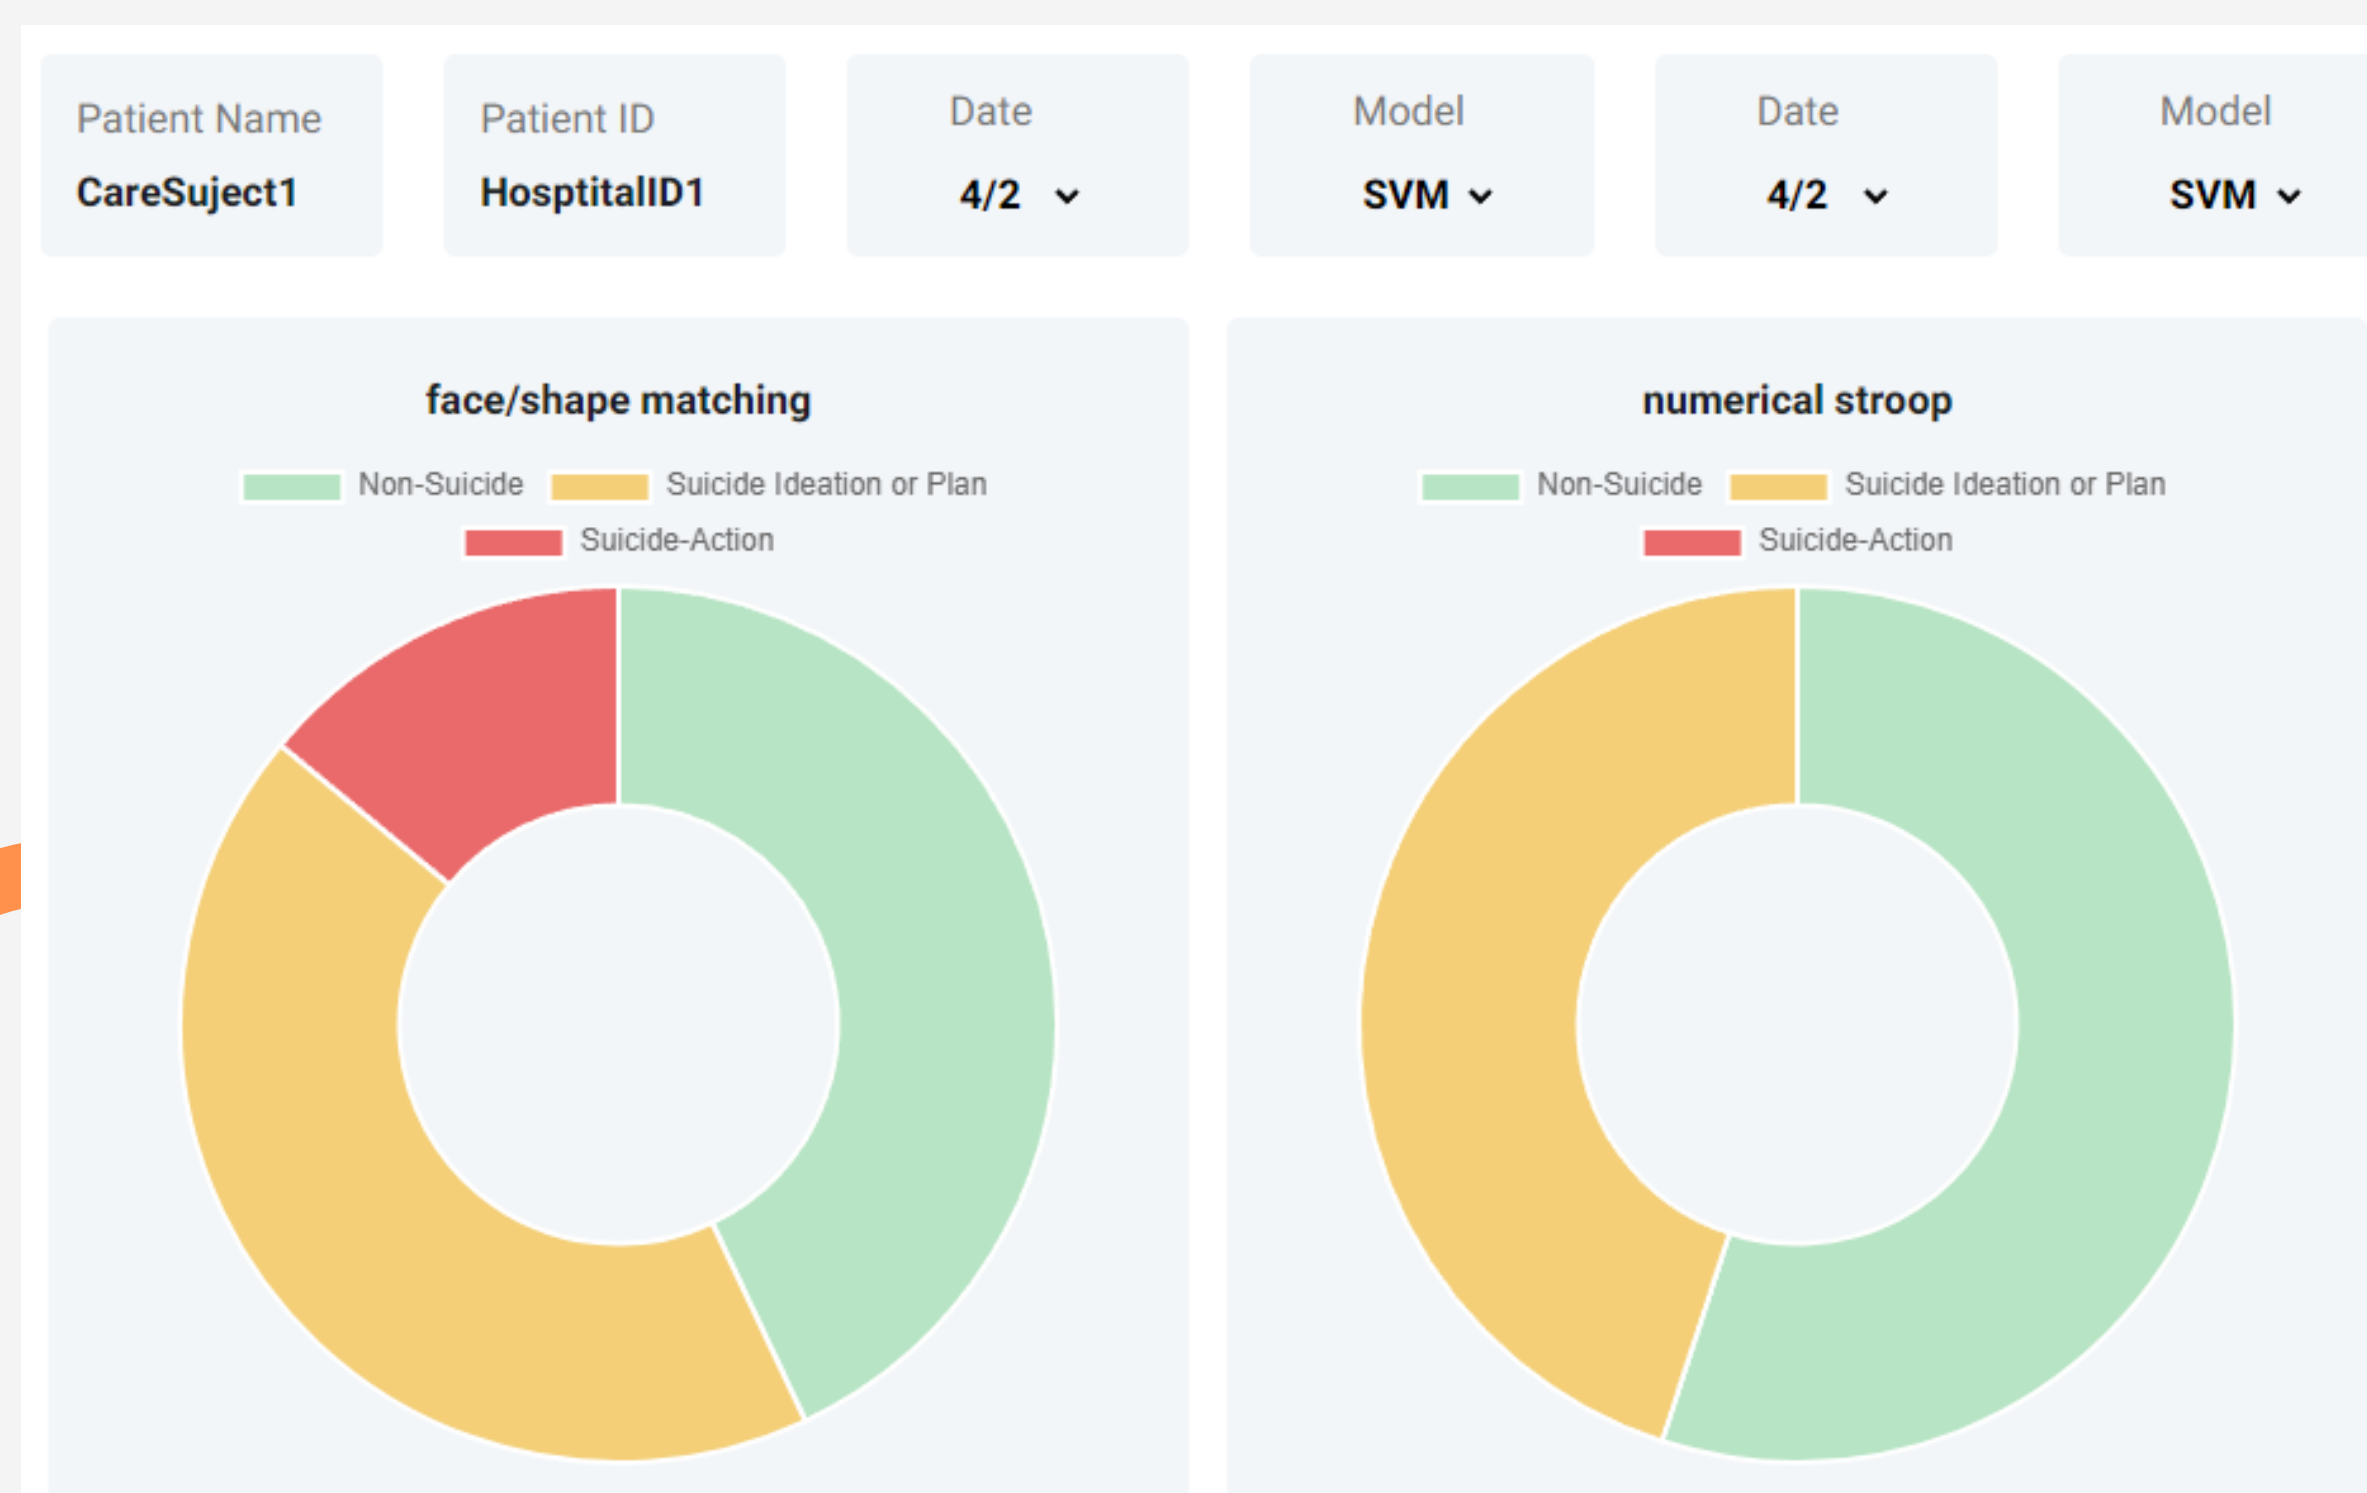 Patient Name
CareSuject1
Patient ID
HosptitalID1
Date
4/2
Model
SVM
Date
4/2
Model
SVM
face/shape matching
Non-Suicide
Suicide Ideation or Plan
Suicide-Action
numerical stroop
Non-Suicide
Suicide Ideation or Plan
Suicide-Action